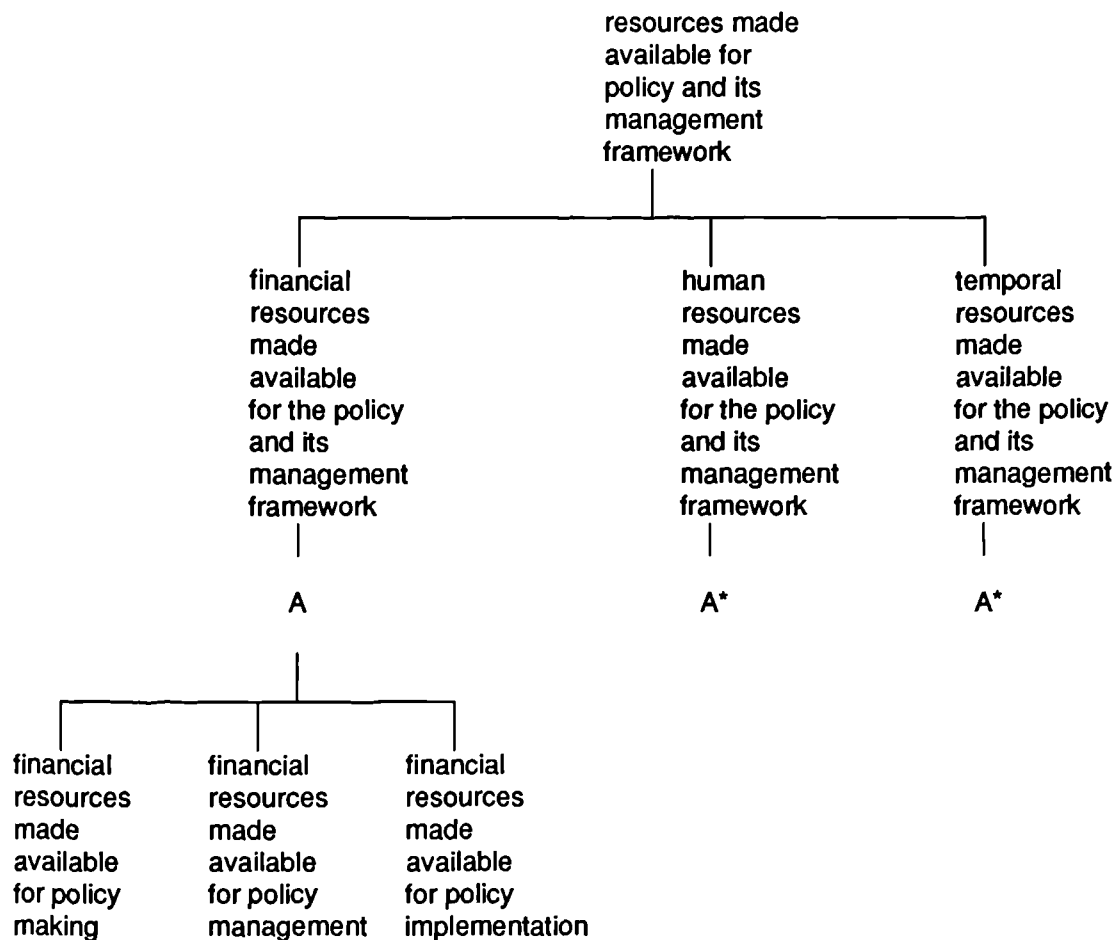 resources made
available for
policy and its
management
framework
financial
resources
made
available
for the policy
and its
management
framework
human
resources
made
available
for the policy
and its
management
framework
temporal
resources
made
available
for the policy
and its
management
framework
A
A*
A*
financial
resources
made
available
for policy
making
financial
resources
made
available
for policy
management
financial
resources
made
available
for policy
implementation